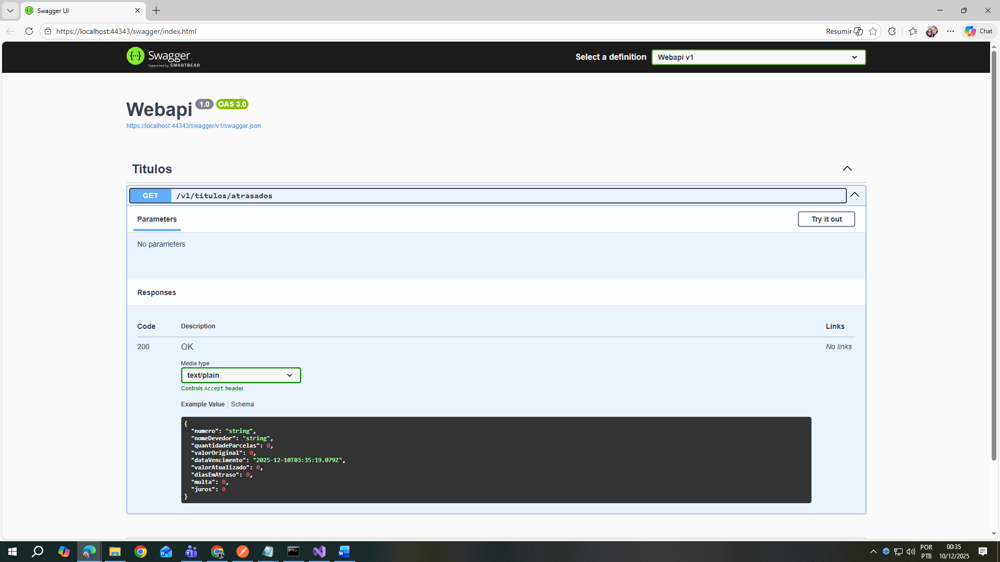 Swagger UI
https://localhost:44343/swagger/index.html
Resumir
Chat
Swagger
Supported by SMARTBEAR
Select a definition
Webapi v1
Webapi 1.0 OAS 3.0
https://localhost:44343/swagger/v1/swagger.json
Titulos
GET /v1/titulos/atrasados
Parameters
Try it out
No parameters
Responses
Code Description Links
200 OK No links
Media type
text/plain
Controls Accept header.
Example Value Schema
{
"numero": "string",
"nomeDevedor": "string",
"quantidadeParcelas": 0,
"valorOriginal": 0,
"dataVencimento": "2025-12-10T03:35:19.079Z",
"valorAtualizado": 0,
"diasEmAtraso": 0,
"multa": 0,
"juros": 0
}
POR
PTB
00:35
10/12/2025